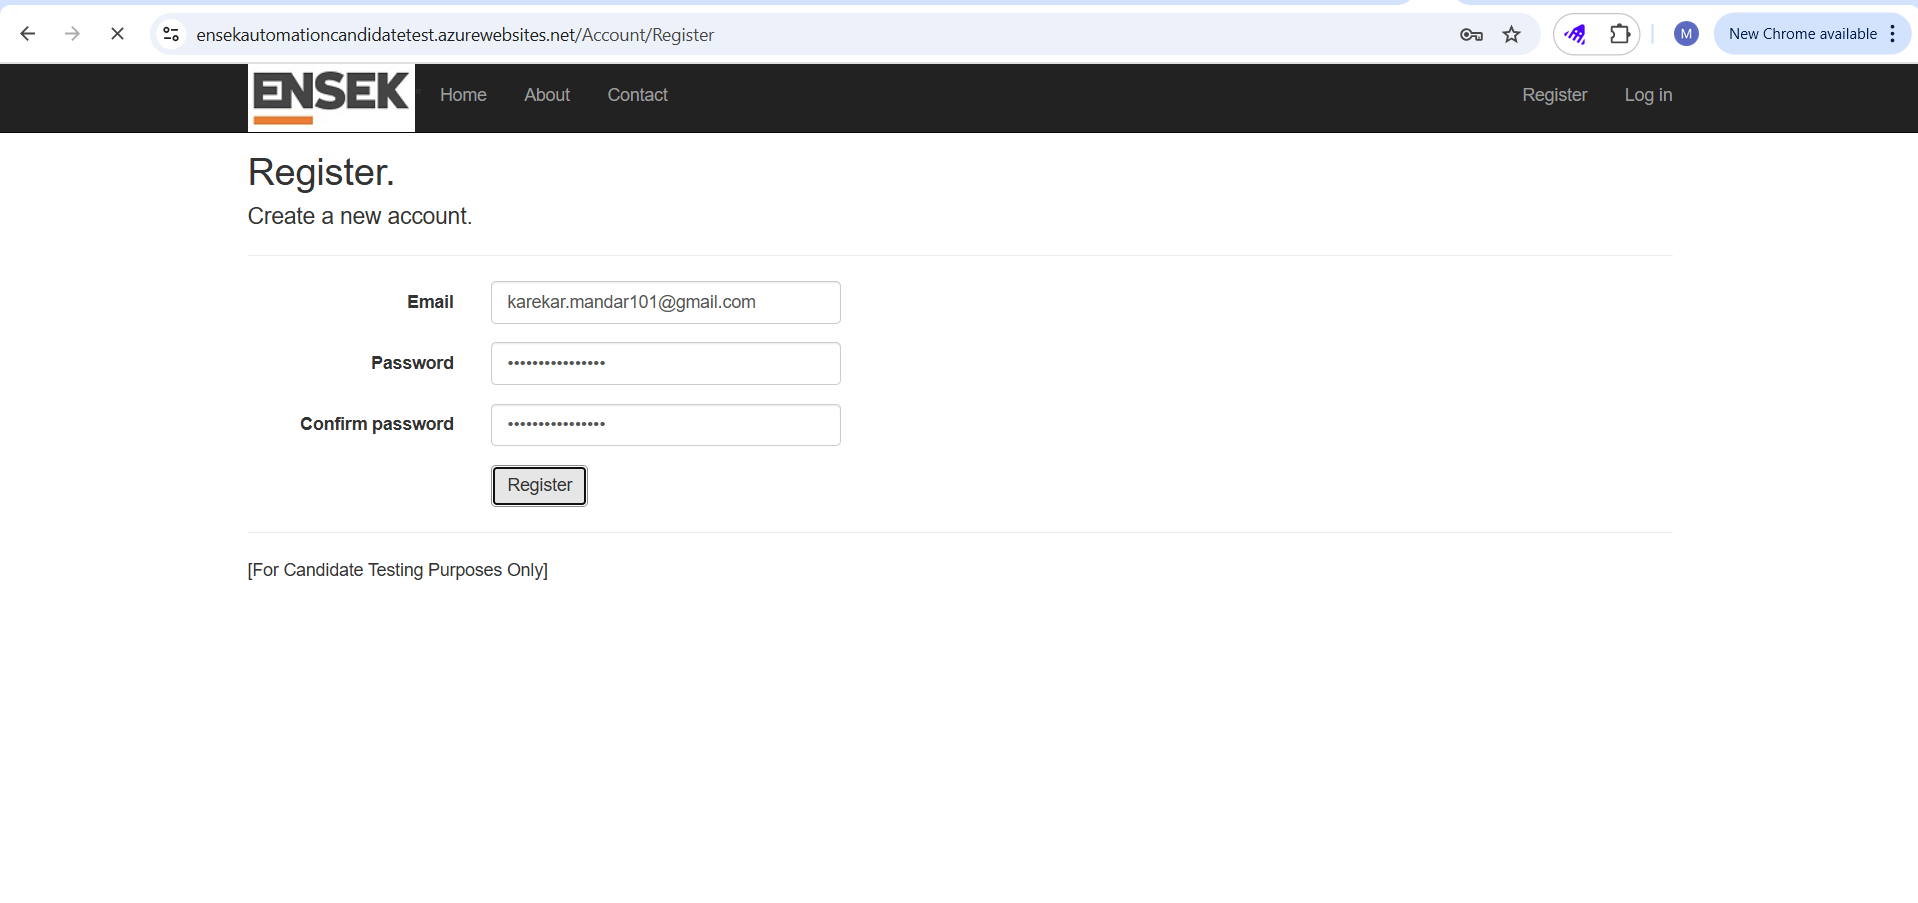 ensekautomationcandidatetest.azurewebsites.net/Account/Register
M
New Chrome available
ENSEK
Home
About
Contact
Register
Log in
Register.
Create a new account.
Email
karekar.mandar101@gmail.com
Password
••••••••••••••••
Confirm password
••••••••••••••••
Register
[For Candidate Testing Purposes Only]